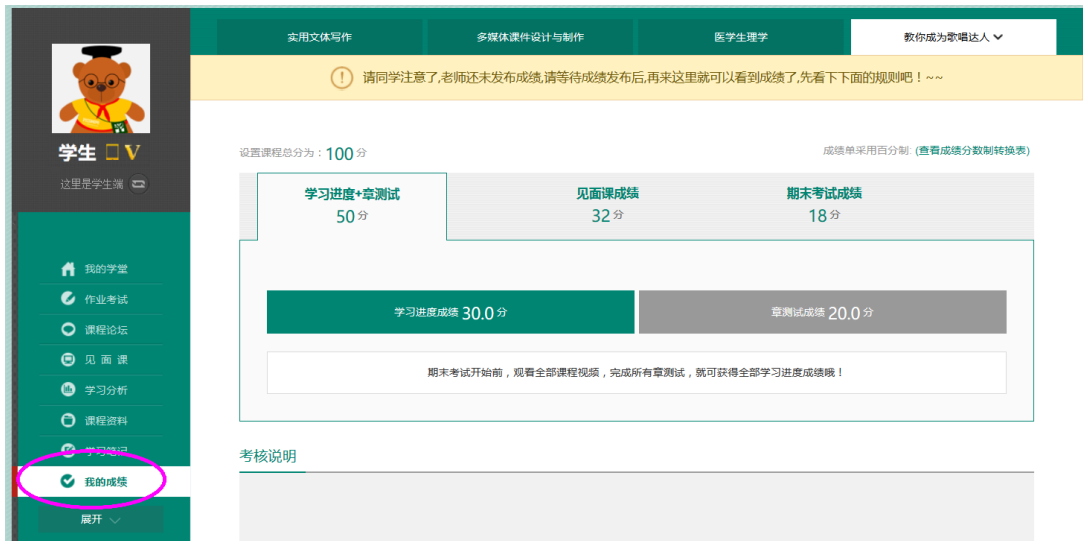 实用文体写作 多媒体课件设计与制作 医学生理学 教你成为歌唱达人
请同学注意了,老师还未发布成绩,请等待成绩发布后,再来这里就可以看到成绩了,先看下下面的规则吧！~~
学生 V
这里是学生端
设置课程总分为：100 分
成绩单采用百分制: (查看成绩分数制转换表)
学习进度+章测试 见面课成绩 期末考试成绩
50 分 32 分 18 分
我的学堂
作业考试
课程论坛
见 面 课
学习分析
课程资料
学习笔记
我的成绩
展开
学习进度成绩 30.0 分 章测试成绩 20.0 分
期末考试开始前，观看全部课程视频，完成所有章测试，就可获得全部学习进度成绩哦！
考核说明